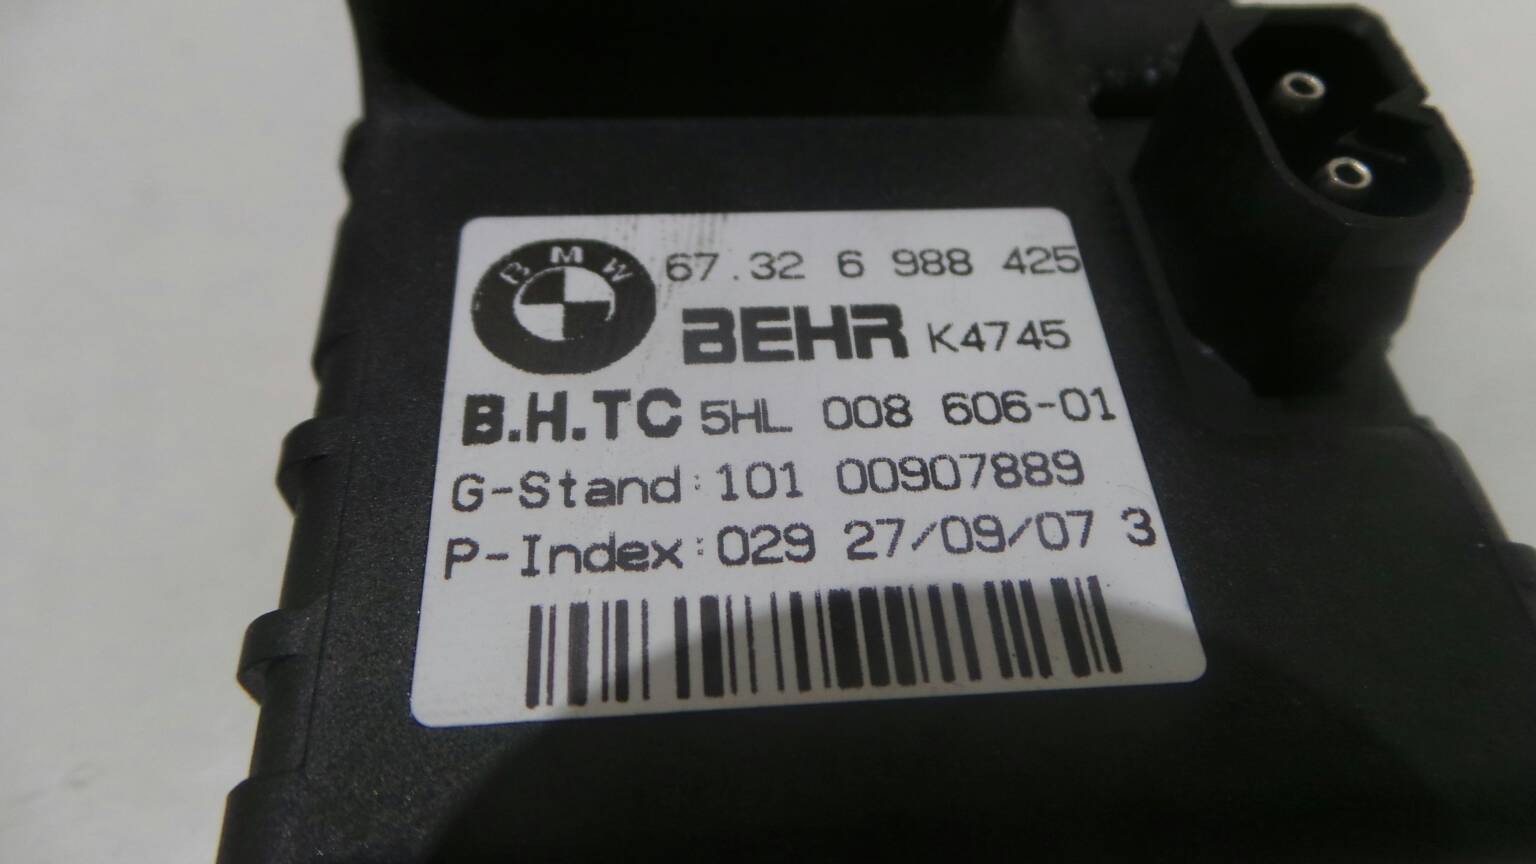 BMW 67.32 6 988 425
BEHR K4745
B.H.TC 5HL 008 606-01
G-Stand:101 00907889
P-Index:029 27/09/07 3